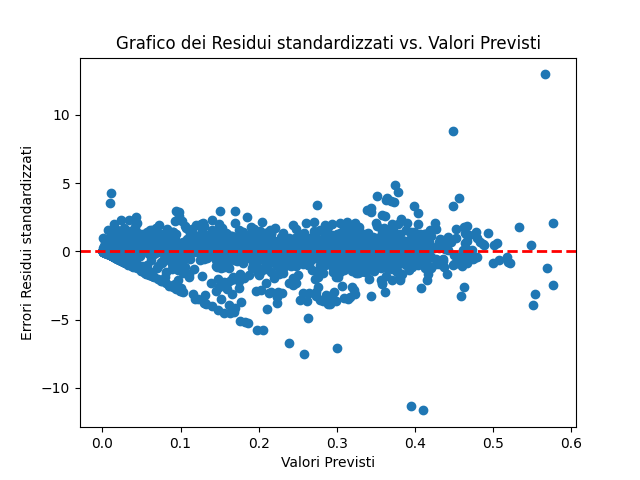 Grafico dei Residui standardizzati vs. Valori Previsti
Errori Residui standardizzati
10
5
0
−5
−10
0.0 0.1 0.2 0.3 0.4 0.5 0.6
Valori Previsti